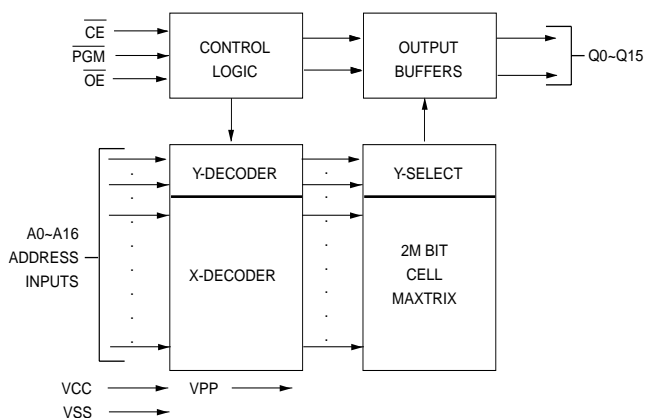 CE
PGM
OE
CONTROL
LOGIC
OUTPUT
BUFFERS
Q0~Q15
A0~A16
ADDRESS
INPUTS
Y-DECODER
X-DECODER
Y-SELECT
2M BIT
CELL
MAXTRIX
VCC
VPP
VSS